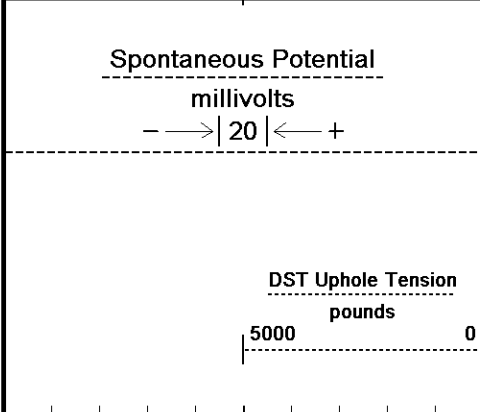 Spontaneous Potential
millivolts
− → | 20 | ← +
DST Uphole Tension
pounds
5000 0